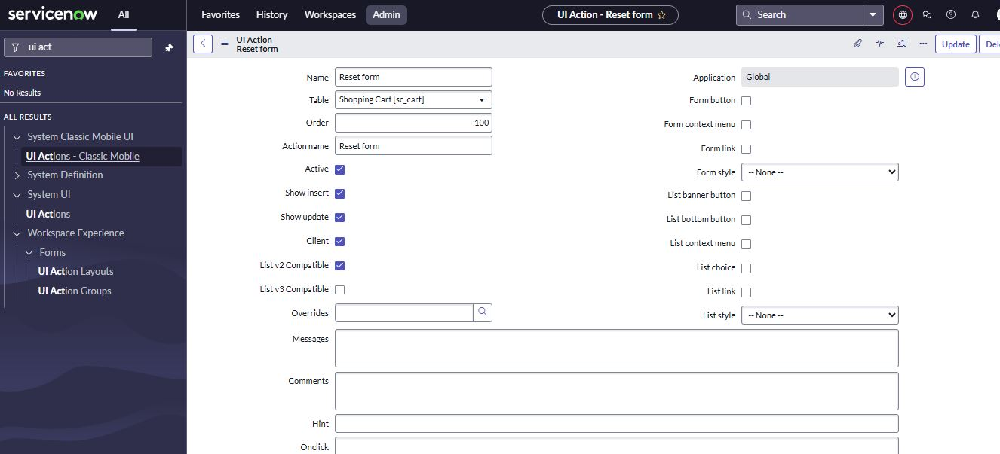 servicenow
All
Favorites
History
Workspaces
Admin
UI Action - Reset form
Search
ui act
FAVORITES
No Results
ALL RESULTS
System Classic Mobile UI
UI Actions - Classic Mobile
System Definition
System UI
UI Actions
Workspace Experience
Forms
UI Action Layouts
UI Action Groups
UI Action
Reset form
Update
Del
Name Reset form
Table Shopping Cart [sc_cart]
Order 100
Action name Reset form
Active
Show insert
Show update
Client
List v2 Compatible
List v3 Compatible
Overrides
Application Global
Form button
Form context menu
Form link
Form style -- None --
List banner button
List bottom button
List context menu
List choice
List link
List style -- None --
Messages
Comments
Hint
Onclick